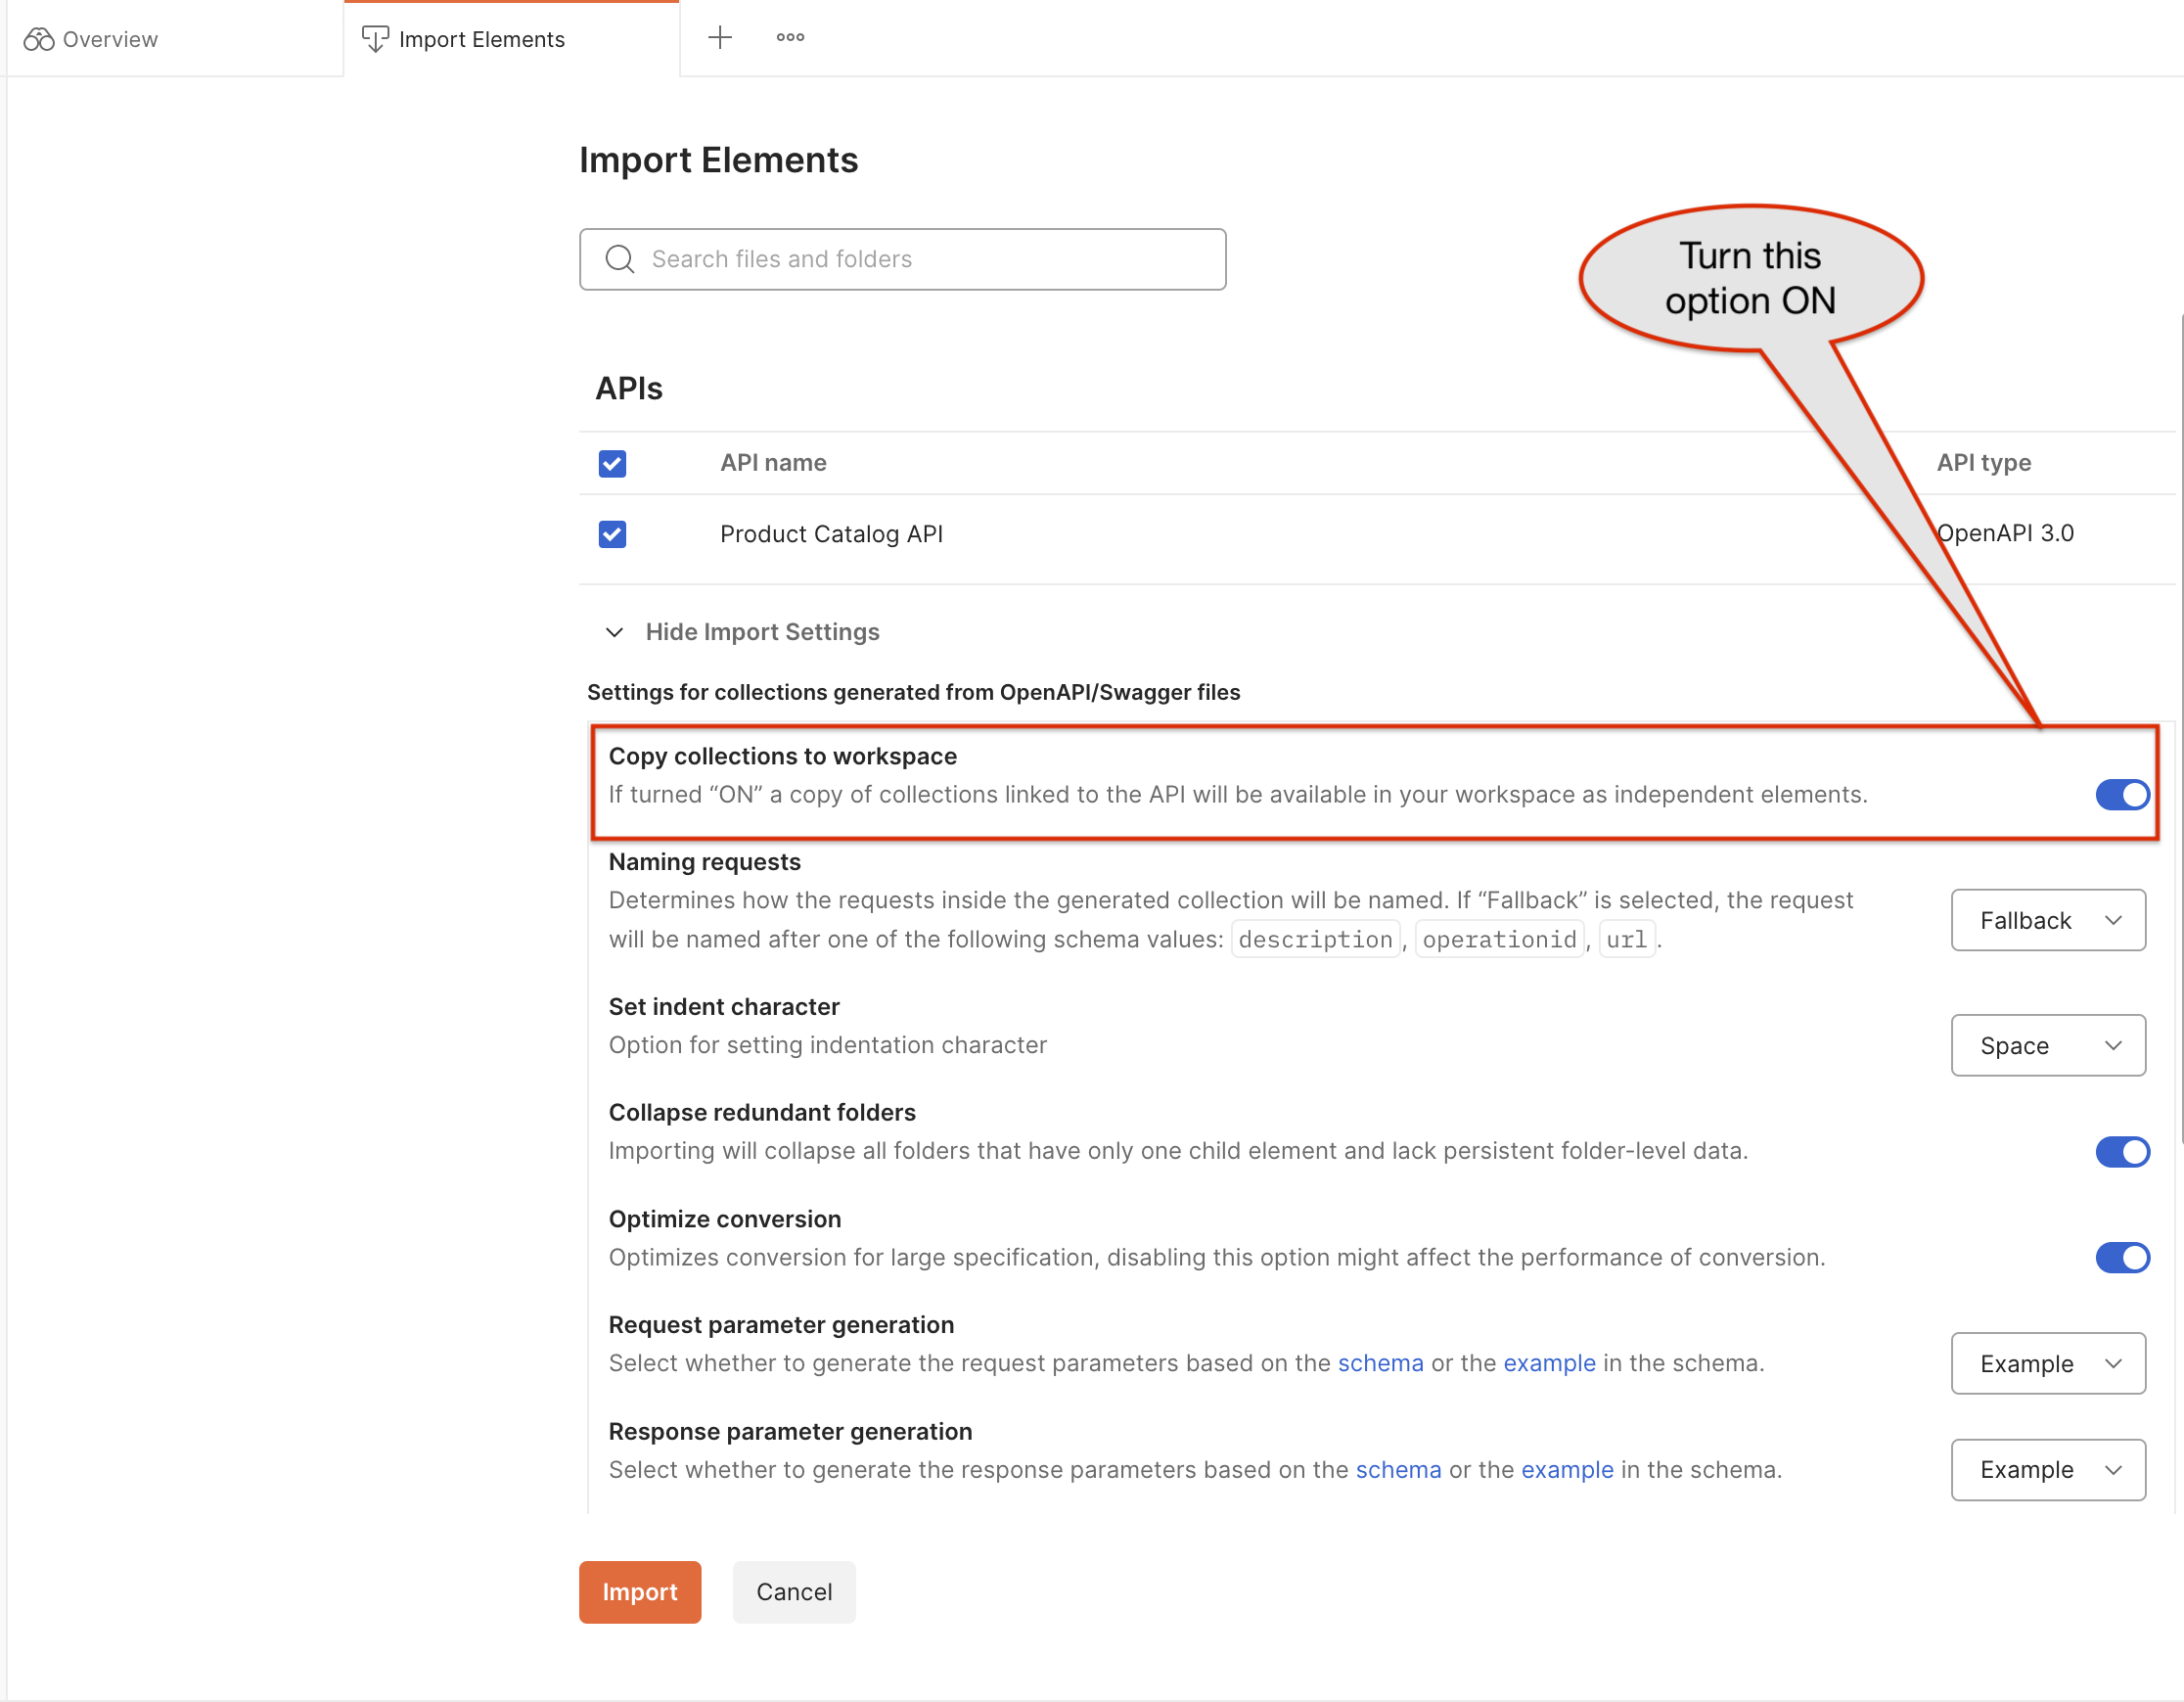 Overview
Import Elements
Import Elements
Search files and folders
Turn this
option ON
APIs
API name API type
Product Catalog API OpenAPI 3.0
Hide Import Settings
Settings for collections generated from OpenAPI/Swagger files
Copy collections to workspace
If turned “ON” a copy of collections linked to the API will be available in your workspace as independent elements.
Naming requests
Determines how the requests inside the generated collection will be named. If “Fallback” is selected, the request
will be named after one of the following schema values: description, operationid, url.
Fallback
Set indent character
Option for setting indentation character
Space
Collapse redundant folders
Importing will collapse all folders that have only one child element and lack persistent folder-level data.
Optimize conversion
Optimizes conversion for large specification, disabling this option might affect the performance of conversion.
Request parameter generation
Select whether to generate the request parameters based on the schema or the example in the schema.
Example
Response parameter generation
Select whether to generate the response parameters based on the schema or the example in the schema.
Example
Import
Cancel